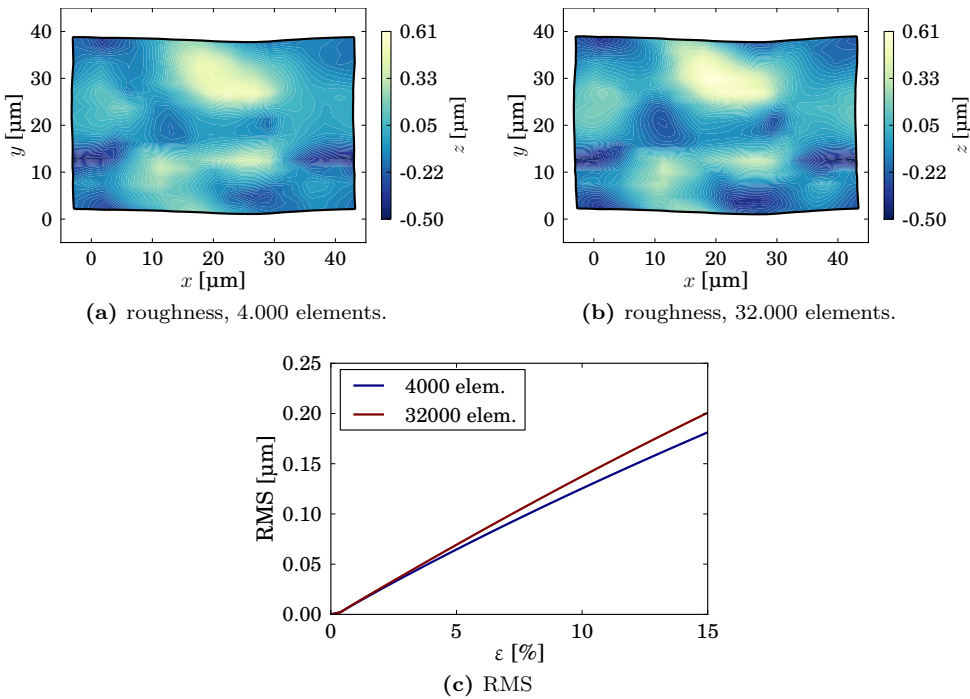 40
30
20
10
0
y [µm]
0 10 20 30 40
x [µm]
0.61
0.33
0.05
-0.22
-0.50
z [µm]
(a) roughness, 4.000 elements.
40
30
20
10
0
y [µm]
0 10 20 30 40
x [µm]
0.61
0.33
0.05
-0.22
-0.50
z [µm]
(b) roughness, 32.000 elements.
0.25
0.20
0.15
0.10
0.05
0.00
RMS [µm]
4000 elem.
32000 elem.
0 5 10 15
ε [%]
(c) RMS